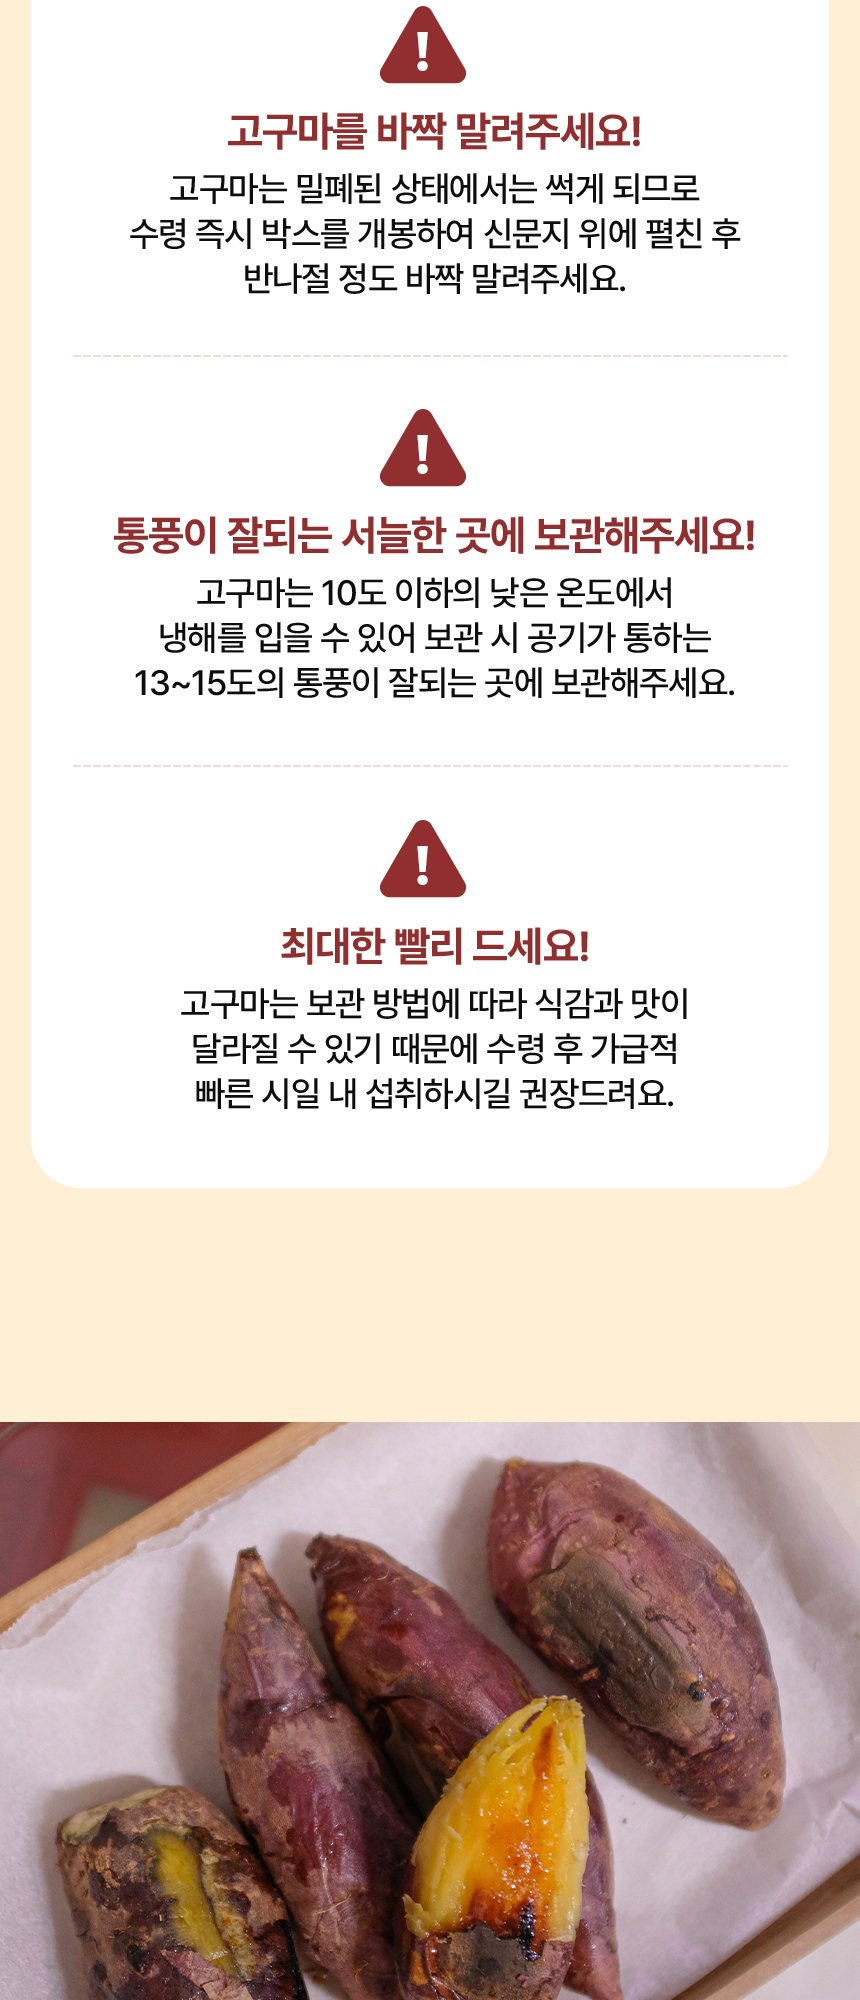 고구마를 바짝 말려주세요!
고구마는 밀폐된 상태에서는 썩게 되므로
수령 즉시 박스를 개봉하여 신문지 위에 펼친 후
반나절 정도 바짝 말려주세요.
통풍이 잘되는 서늘한 곳에 보관해주세요!
고구마는 10도 이하의 낮은 온도에서
냉해를 입을 수 있어 보관 시 공기가 통하는
13~15도의 통풍이 잘되는 곳에 보관해주세요.
최대한 빨리 드세요!
고구마는 보관 방법에 따라 식감과 맛이
달라질 수 있기 때문에 수령 후 가급적
빠른 시일 내 섭취하시길 권장드려요.